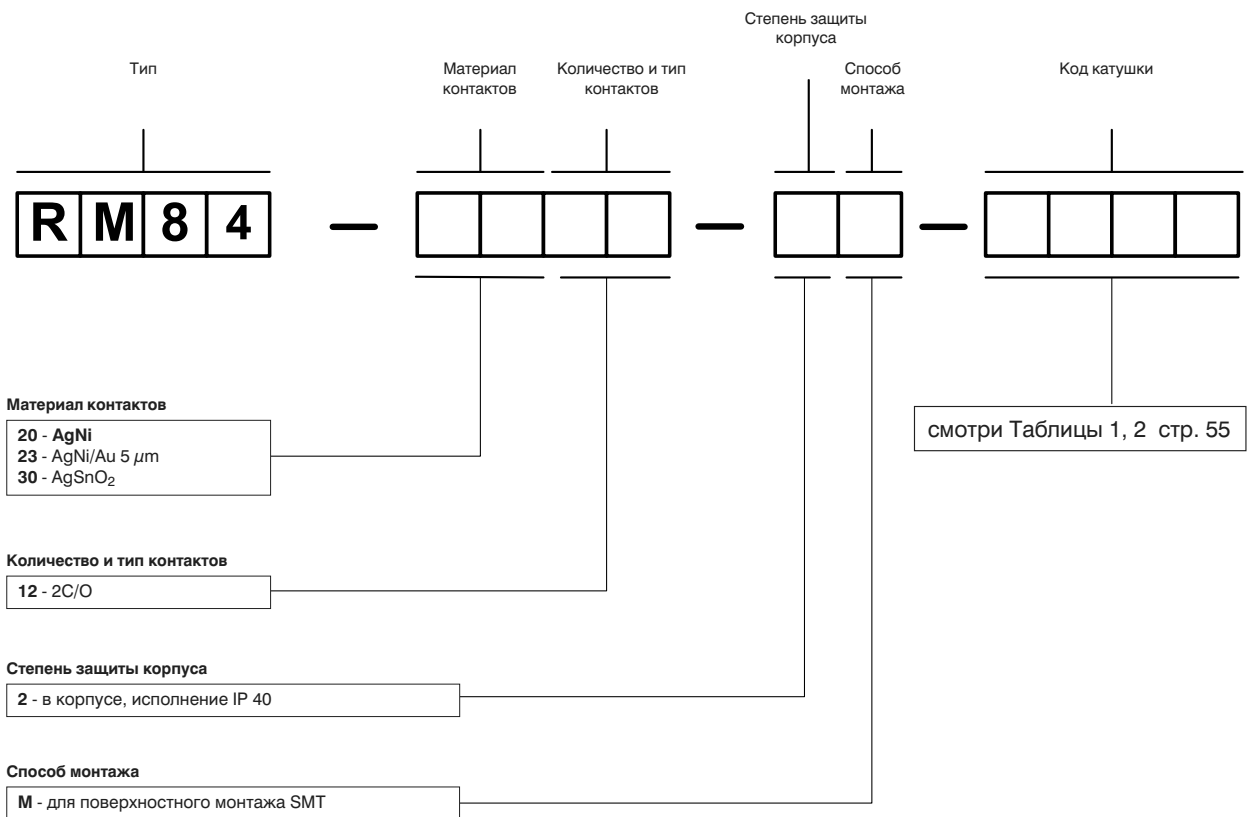 Степень защиты
корпуса
Тип
Материал
контактов
Количество и тип
контактов
Способ
монтажа
Код катушки
R M 8 4 – – –
Материал контактов
20 - AgNi
23 - AgNi/Au 5 µm
30 - AgSnO₂
смотри Таблицы 1, 2 стр. 55
Количество и тип контактов
12 - 2C/O
Степень защиты корпуса
2 - в корпусе, исполнение IP 40
Способ монтажа
M - для поверхностного монтажа SMT